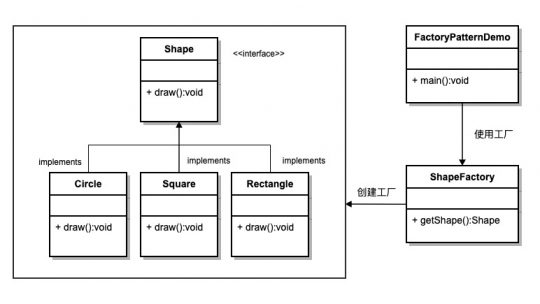 Shape
<<interface>>
+ draw():void
implements
implements
implements
Circle
+ draw():void
Square
+ draw():void
Rectangle
+ draw():void
FactoryPatternDemo
+ main():void
使用工厂
创建工厂
ShapeFactory
+ getShape():Shape